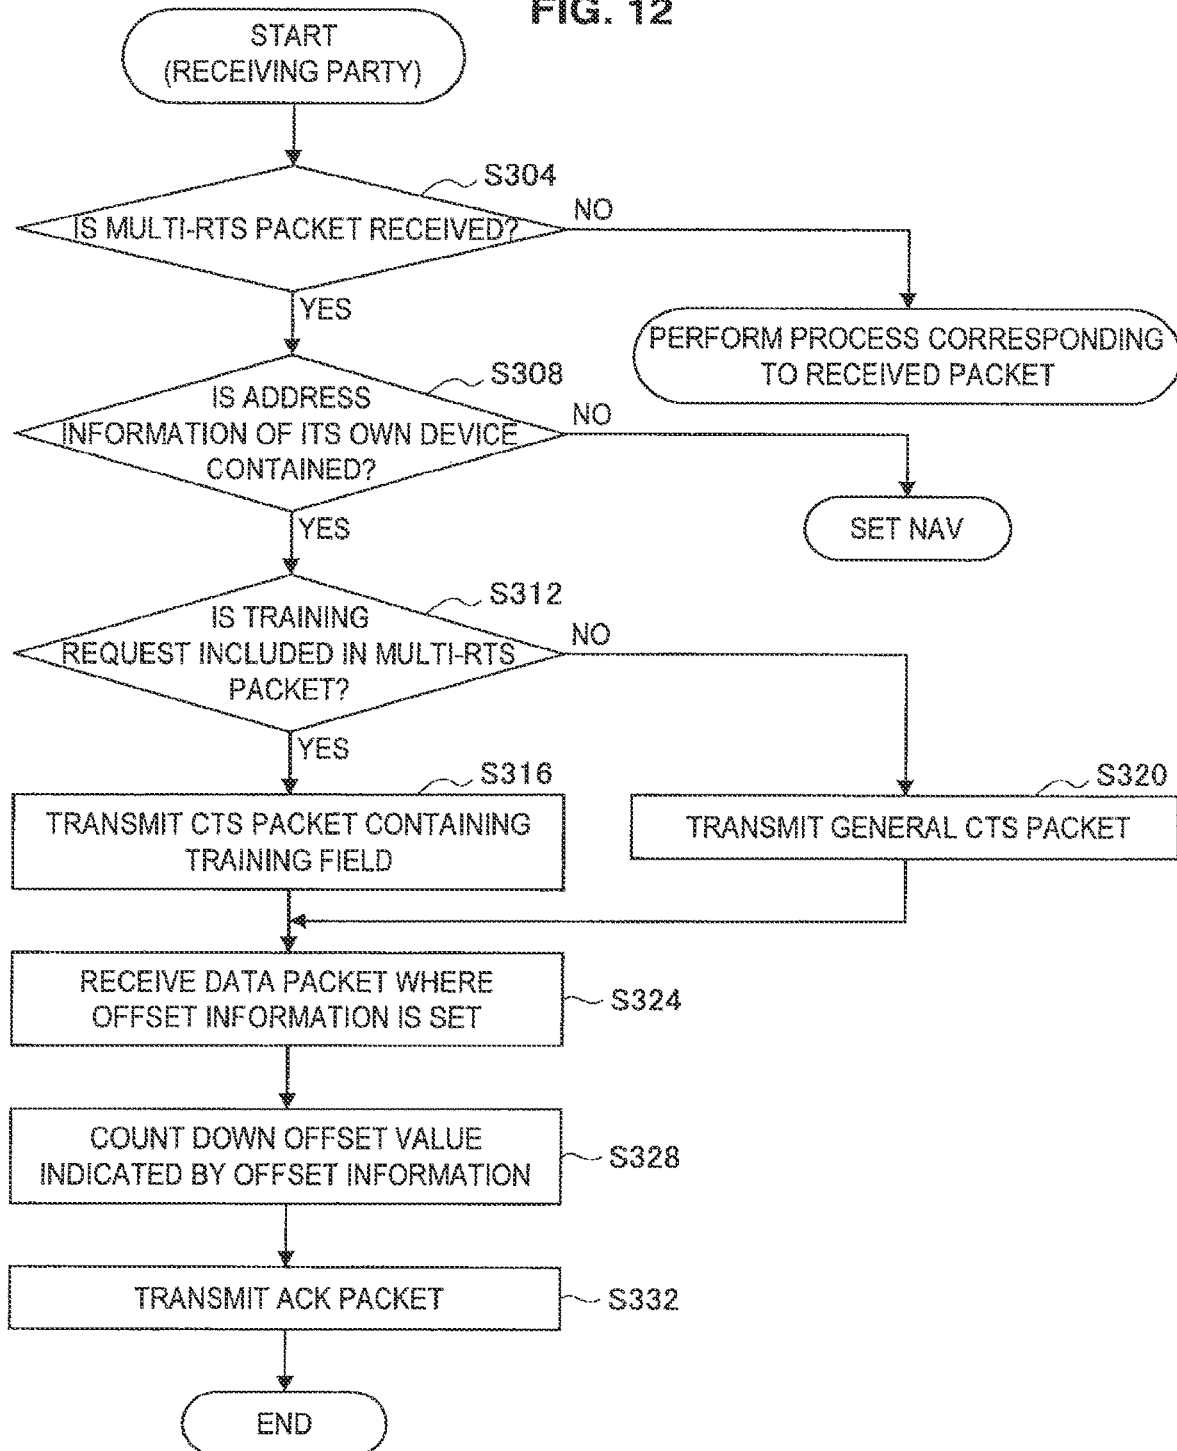 FIG. 12
START
(RECEIVING PARTY)
S304
IS MULTI-RTS PACKET RECEIVED?
NO
YES
PERFORM PROCESS CORRESPONDING
TO RECEIVED PACKET
S308
IS ADDRESS
INFORMATION OF ITS OWN DEVICE
CONTAINED?
NO
YES
SET NAV
S312
IS TRAINING
REQUEST INCLUDED IN MULTI-RTS
PACKET?
NO
YES
S316
TRANSMIT CTS PACKET CONTAINING
TRAINING FIELD
S320
TRANSMIT GENERAL CTS PACKET
RECEIVE DATA PACKET WHERE
OFFSET INFORMATION IS SET
S324
COUNT DOWN OFFSET VALUE
INDICATED BY OFFSET INFORMATION
S328
TRANSMIT ACK PACKET
S332
END